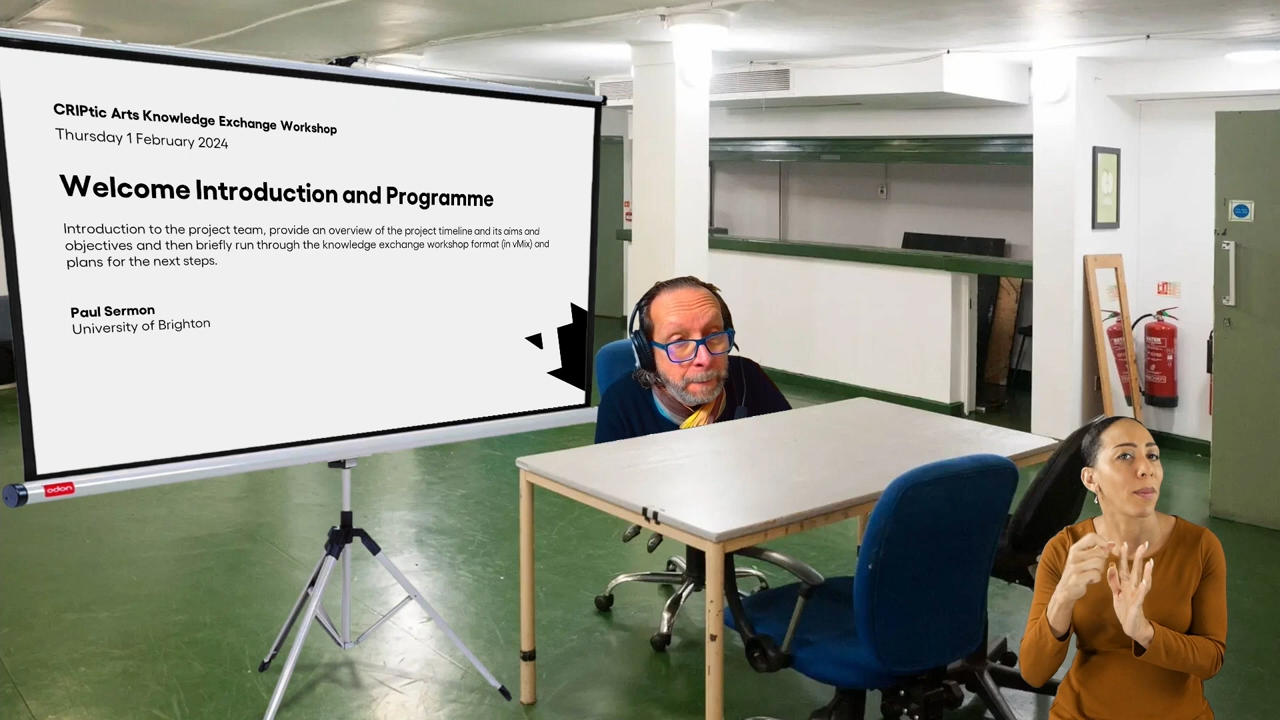 CRIPtic Arts Knowledge Exchange Workshop
Thursday 1 February 2024
Welcome Introduction and Programme
Introduction to the project team, provide an overview of the project timeline and its aims and
objectives and then briefly run through the knowledge exchange workshop format (in vMix) and
plans for the next steps.
Paul Sermon
University of Brighton
odon